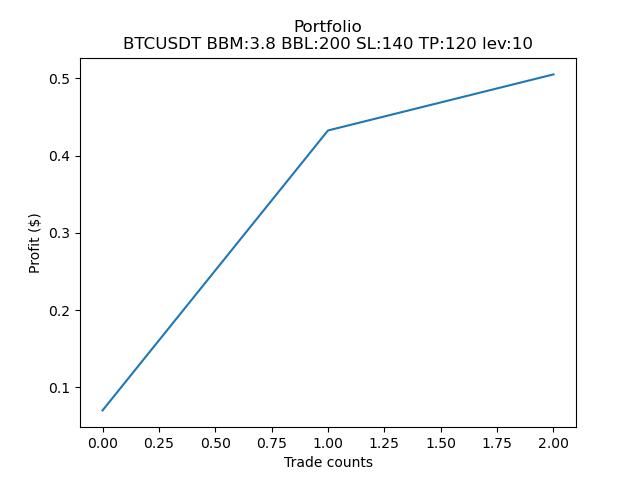 Portfolio
BTCUSDT BBM:3.8 BBL:200 SL:140 TP:120 lev:10
0.5
0.4
0.3
0.2
0.1
Profit ($)
0.00 0.25 0.50 0.75 1.00 1.25 1.50 1.75 2.00
Trade counts